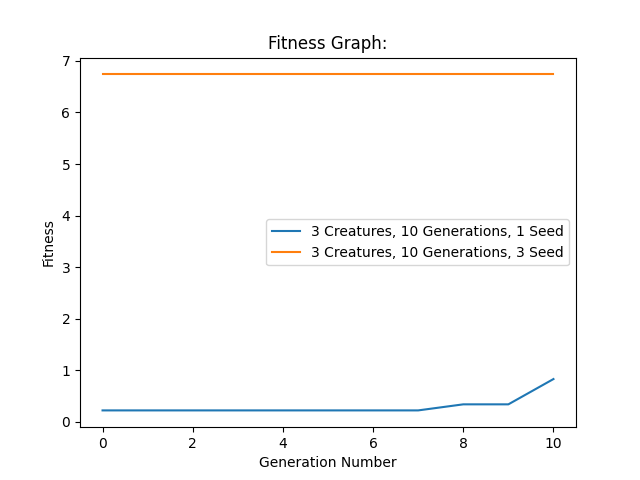 Fitness Graph:
7
6
5
4
3
2
1
0
Fitness
3 Creatures, 10 Generations, 1 Seed
3 Creatures, 10 Generations, 3 Seed
0 2 4 6 8 10
Generation Number